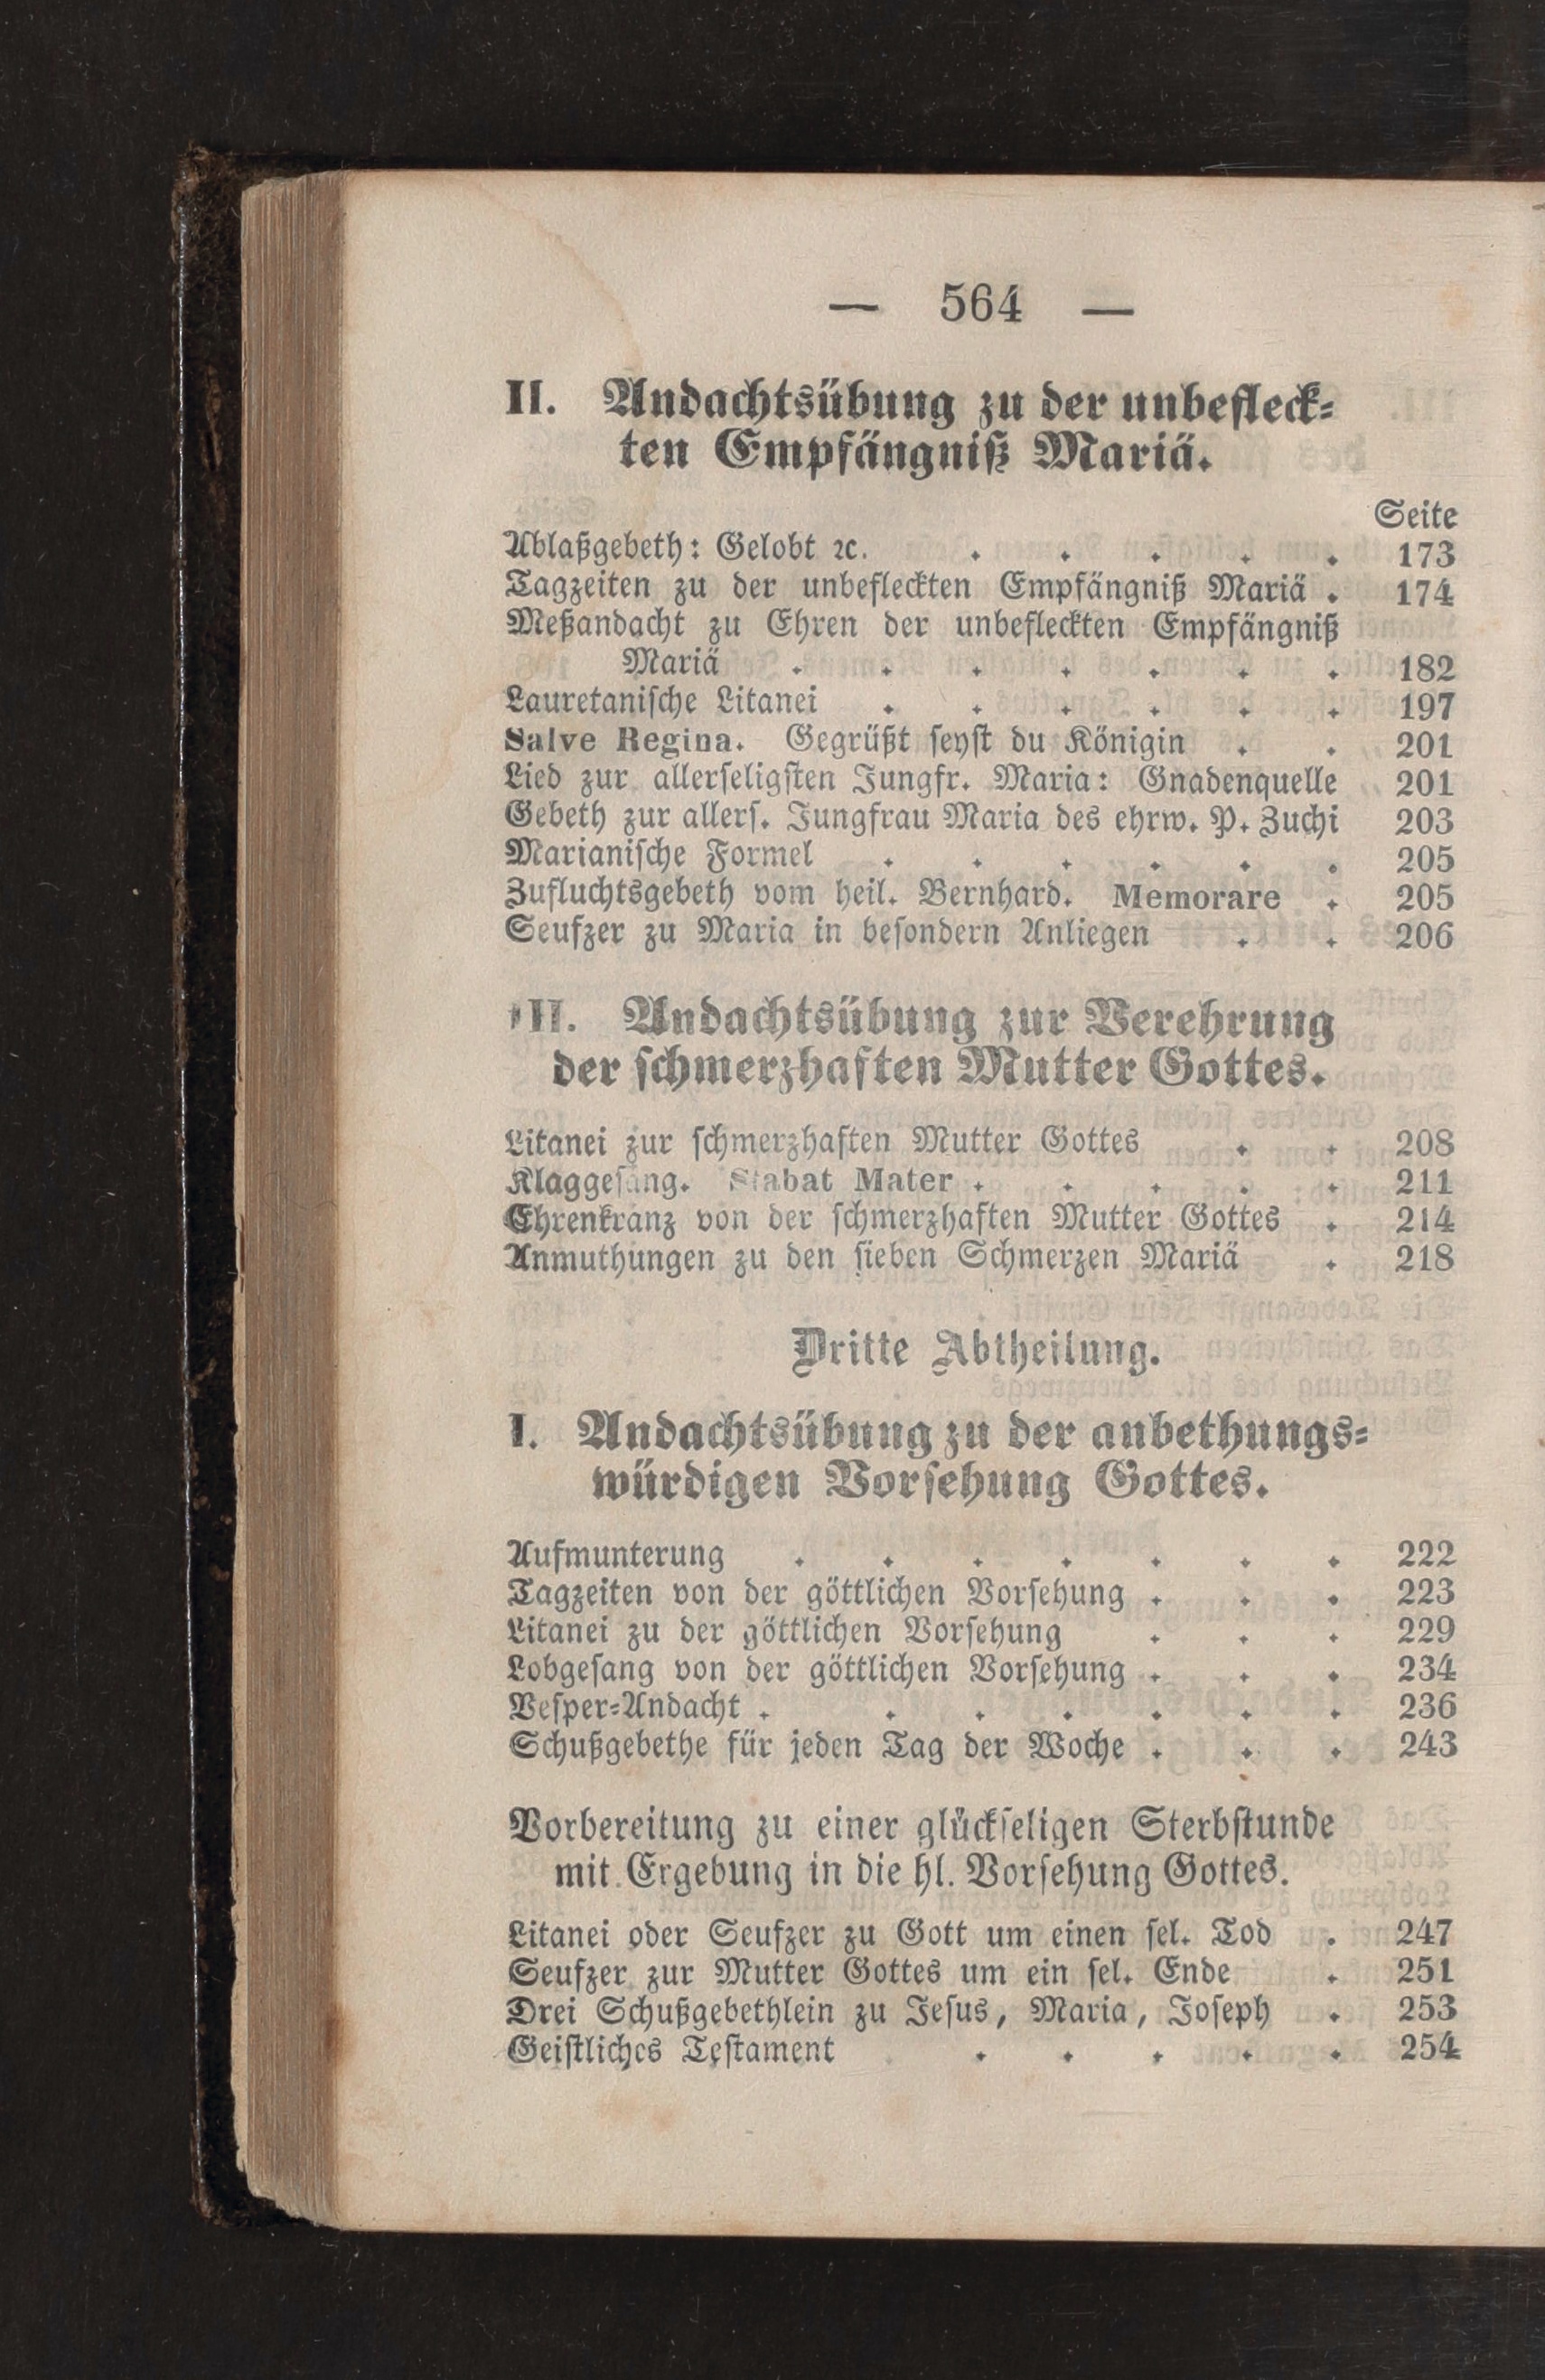 — 564 —
II. Andachtsübung zu der unbefleck-
ten Empfängniß Mariä.
Seite
Ablaßgebeth: Gelobt ꝛc. . . . . . 173
Tagzeiten zu der unbefleckten Empfängniß Mariä . 174
Meßandacht zu Ehren der unbefleckten Empfängniß
Mariä . . . . . . . 182
Lauretanische Litanei . . . . . . 197
Salve Regina. Gegrüßt seyst du Königin . . 201
Lied zur allerseligsten Jungfr. Maria: Gnadenquelle 201
Gebeth zur allers. Jungfrau Maria des ehrw. P. Zuchi 203
Marianische Formel . . . . . . 205
Zufluchtsgebeth vom heil. Bernhard. Memorare . 205
Seufzer zu Maria in besondern Anliegen . . 206
III. Andachtsübung zur Verehrung
der schmerzhaften Mutter Gottes.
Litanei zur schmerzhaften Mutter Gottes . . 208
Klaggesang. Stabat Mater . . . . . 211
Ehrenkranz von der schmerzhaften Mutter Gottes . 214
Anmuthungen zu den sieben Schmerzen Mariä . 218
Dritte Abtheilung.
I. Andachtsübung zu der anbethungs-
würdigen Vorsehung Gottes.
Aufmunterung . . . . . . . 222
Tagzeiten von der göttlichen Vorsehung . . . 223
Litanei zu der göttlichen Vorsehung . . . 229
Lobgesang von der göttlichen Vorsehung . . . 234
Vesper-Andacht . . . . . . . 236
Schußgebethe für jeden Tag der Woche . . . 243
Vorbereitung zu einer glückseligen Sterbstunde
mit Ergebung in die hl. Vorsehung Gottes.
Litanei oder Seufzer zu Gott um einen sel. Tod . 247
Seufzer zur Mutter Gottes um ein sel. Ende . 251
Drei Schußgebethlein zu Jesus, Maria, Joseph . 253
Geistliches Testament . . . . . 254